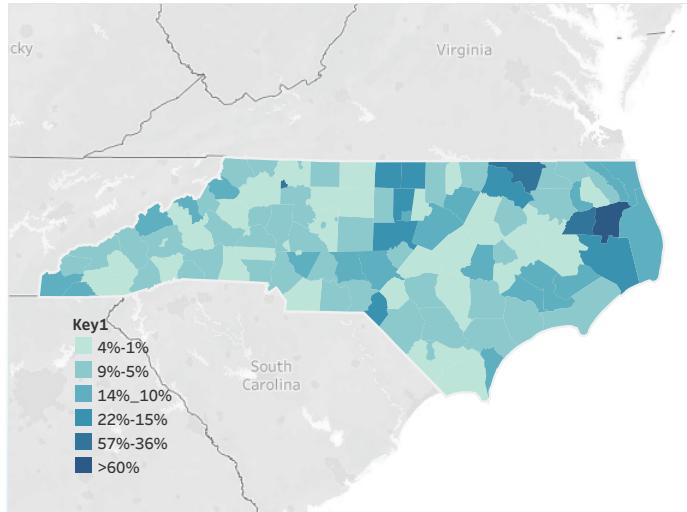 cky
Virginia
Key1
4%-1%
9%-5%
14%_10%
22%-15%
57%-36%
>60%
South
Carolina